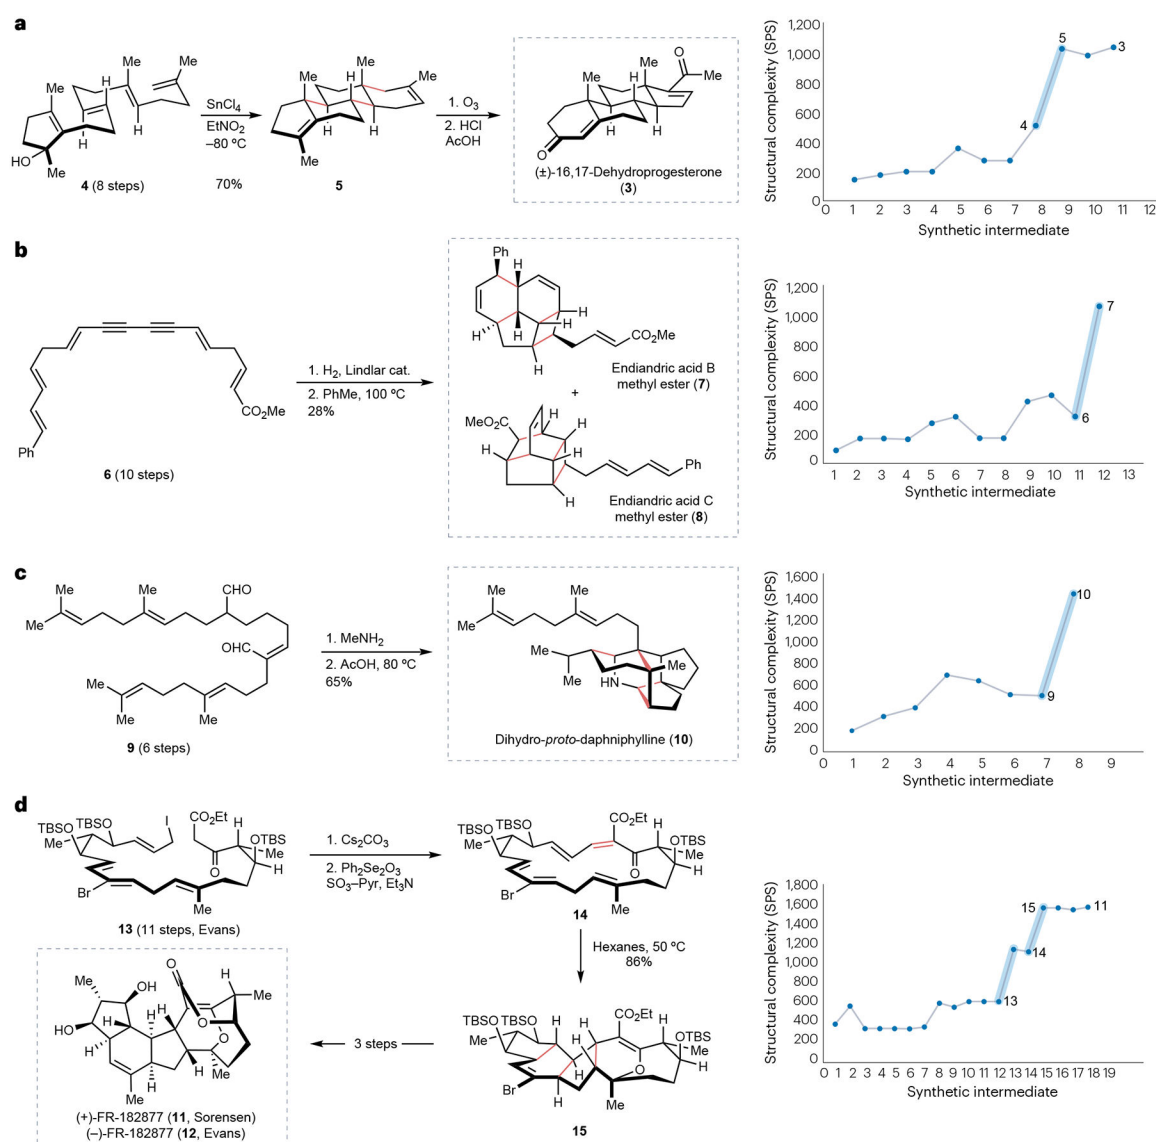 a
Me
Me
H
Me
Me
H
H
HO
Me
4 (8 steps)
SnCl4
EtNO2
–80 ºC
70%
Me
Me
H
Me
H
H
Me
5
1. O3
2. HCl
AcOH
O
Me
Me
Me
H
H
H
O
(±)-16,17-Dehydroprogesterone
(3)
Structural complexity (SPS)
1,200
1,000
800
600
400
200
0
0 1 2 3 4 5 6 7 8 9 10 11 12
4
5
3
Synthetic intermediate
b
CO2Me
Ph
6 (10 steps)
1. H2, Lindlar cat.
2. PhMe, 100 ºC
28%
Ph
H
H
H
H
H
H
CO2Me
Endiandric acid B
methyl ester (7)
+
MeO2C
H
H
H
H
H
Ph
Endiandric acid C
methyl ester (8)
Structural complexity (SPS)
1,200
1,000
800
600
400
200
0
1 2 3 4 5 6 7 8 9 10 11 12 13
7
6
Synthetic intermediate
c
Me
Me
CHO
Me
OHC
Me
Me
Me
9 (6 steps)
1. MeNH2
2. AcOH, 80 ºC
65%
Me
Me
Me
Me
Me
Me
HN
Dihydro-proto-daphniphylline (10)
Structural complexity (SPS)
1,600
1,400
1,200
1,000
800
600
400
200
0
0 1 2 3 4 5 6 7 8 9
10
9
Synthetic intermediate
d
TBSO
TBSO
I
CO2Et
H
OTBS
Me
Me
O
H
Br
Me
13 (11 steps, Evans)
1. Cs2CO3
2. Ph2Se2O3
SO3–Pyr, Et3N
TBSO
TBSO
CO2Et
H
OTBS
Me
Me
O
H
Br
Me
14
Hexanes, 50 ºC
86%
TBSO
TBSO
H
H
CO2Et
H
OTBS
Me
Me
H
O
H
Br
H
Me
15
3 steps
Me
OH
O
H
Me
H
H
H
O
HO
O
H
H
Me
H
Me
(+)-FR-182877 (11, Sorensen)
(–)-FR-182877 (12, Evans)
Structural complexity (SPS)
1,800
1,600
1,400
1,200
1,000
800
600
400
200
0
0 1 2 3 4 5 6 7 8 9 10 11 12 13 14 15 16 17 18 19
15
11
14
13
Synthetic intermediate